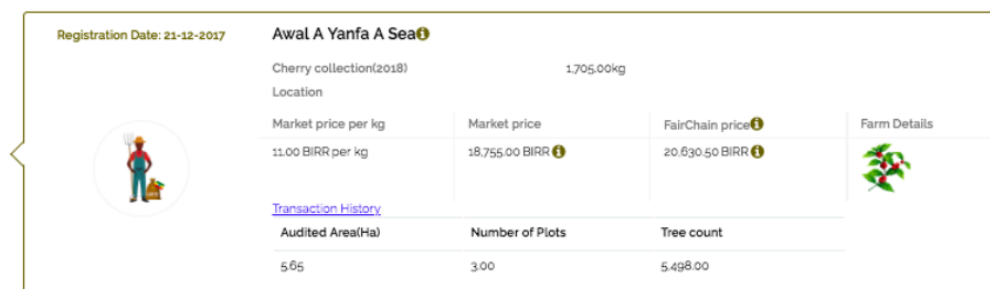 Registration Date: 21-12-2017
Awal A Yanfa A Sea
Cherry collection(2018) 1,705.00kg
Location
Market price per kg Market price FairChain price Farm Details
11.00 BIRR per kg 18,755.00 BIRR 20,630.50 BIRR
Transaction History
Audited Area(Ha) Number of Plots Tree count
5.65 3.00 5,498.00